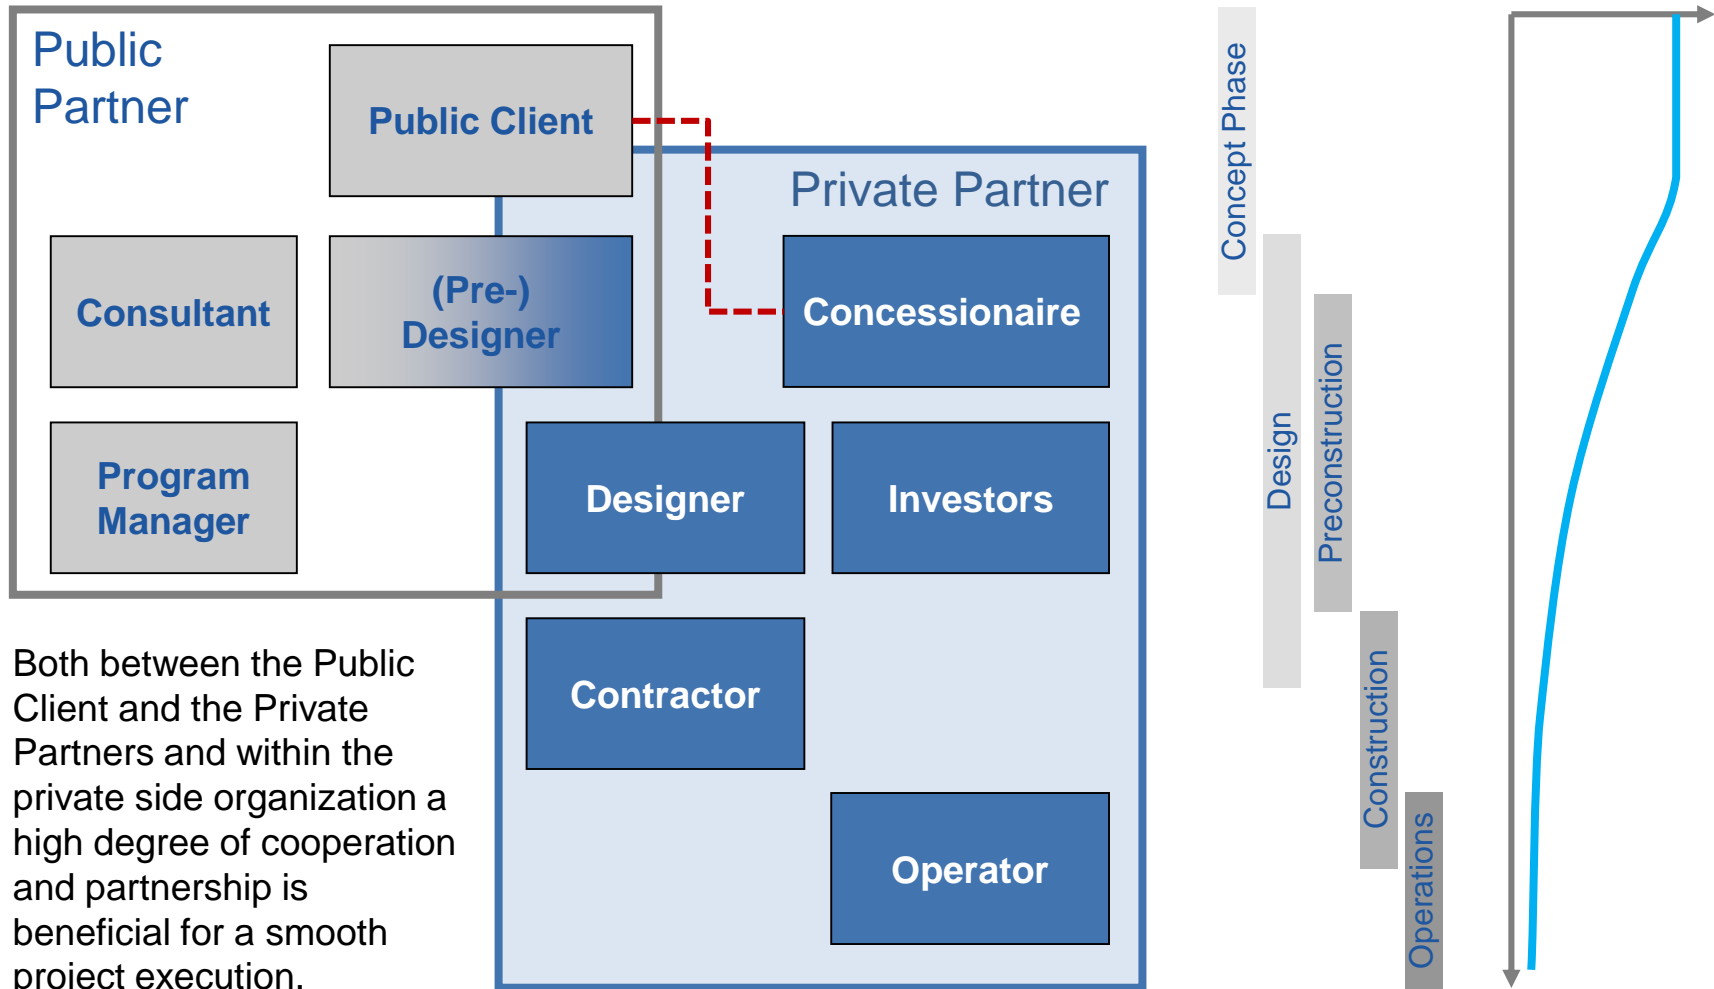 Public
Partner
Public Client
Private Partner
Consultant
(Pre-)
Designer
Concessionaire
Program
Manager
Designer
Investors
Contractor
Operator
Both between the Public
Client and the Private
Partners and within the
private side organization a
high degree of cooperation
and partnership is
beneficial for a smooth
project execution.
Concept Phase
Design
Preconstruction
Construction
Operations